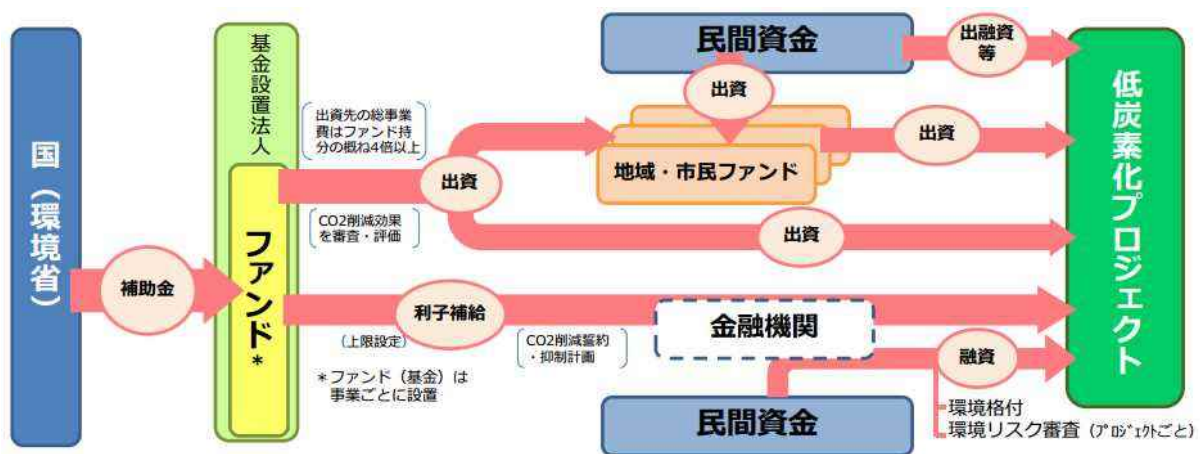 国（環境省）
補助金
基金設置法人
ファンド*
出資先の総事業
費はファンド持
分の概ね4倍以上
CO2削減効果
を審査・評価
出資
民間資金
出資
出融資
等
地域・市民ファンド
出資
出資
利子補給
（上限設定）
CO2削減誓約
・抑制計画
金融機関
融資
*ファンド（基金）は
事業ごとに設置
民間資金
環境格付
環境リスク審査（ﾌﾟﾛｼﾞｪｸﾄごと）
低炭素化プロジェクト